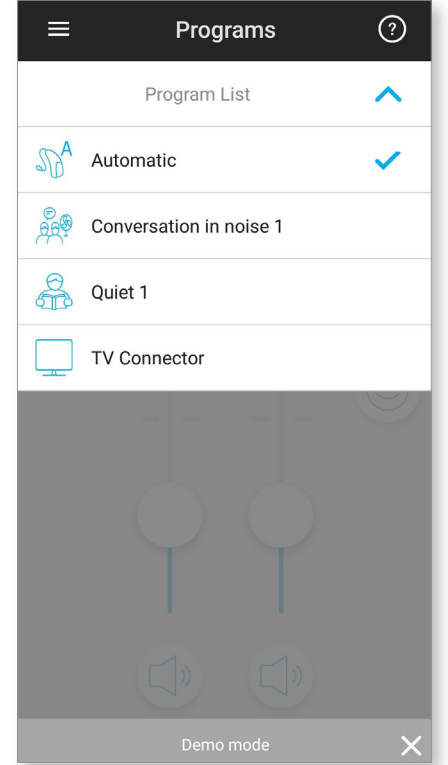 Programs
?
Program List
A
Automatic
Conversation in noise 1
Quiet 1
TV Connector
Demo mode